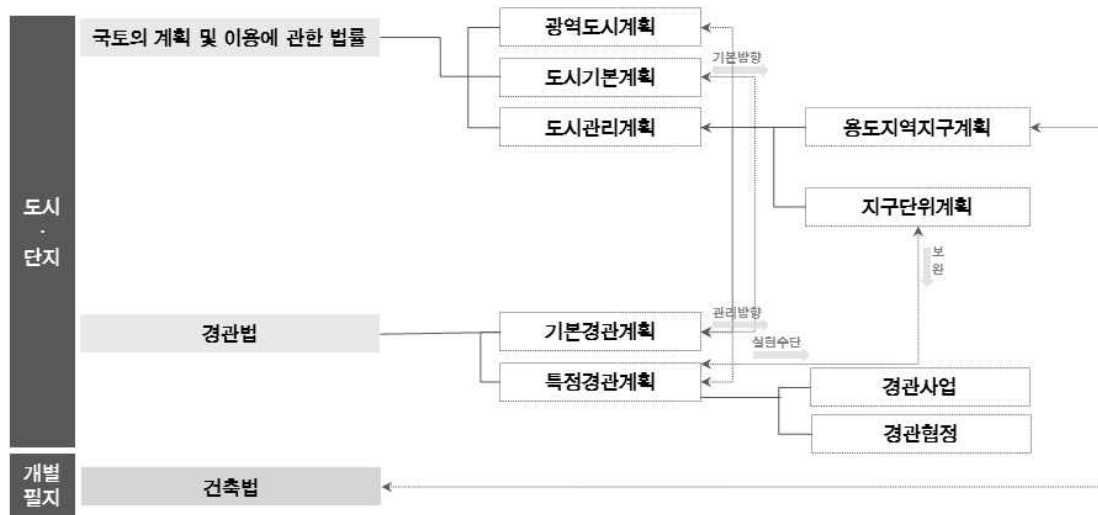 국토의 계획 및 이용에 관한 법률
광역도시계획
기본방향
도시기본계획
도시관리계획
용도지역지구계획
도시
·
단지
지구단위계획
보
완
경관법
기본경관계획
관리방향
실현수단
특정경관계획
경관사업
경관협정
개별
필지
건축법